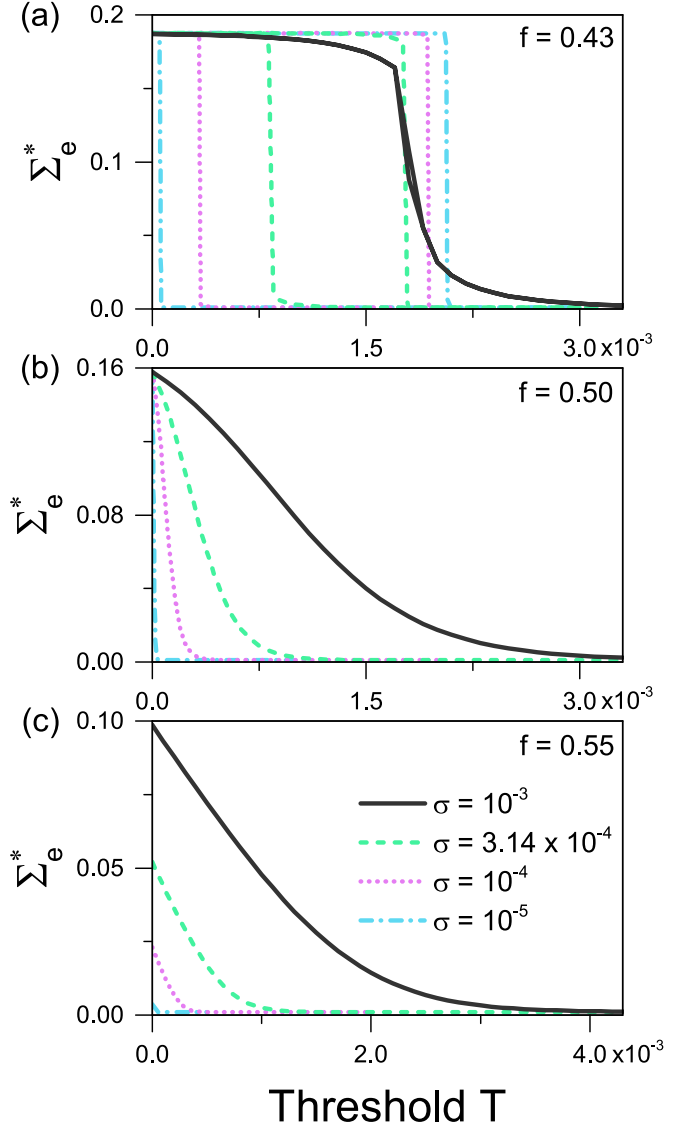 (a)
f = 0.43
0.2
0.1
0.0
Σ*e
0.0 1.5 3.0 x10-3
(b)
f = 0.50
0.16
0.08
0.00
Σ*e
0.0 1.5 3.0 x10-3
(c)
f = 0.55
0.10
0.05
0.00
Σ*e
σ = 10-3
σ = 3.14 x 10-4
σ = 10-4
σ = 10-5
0.0 2.0 4.0 x10-3
Threshold T